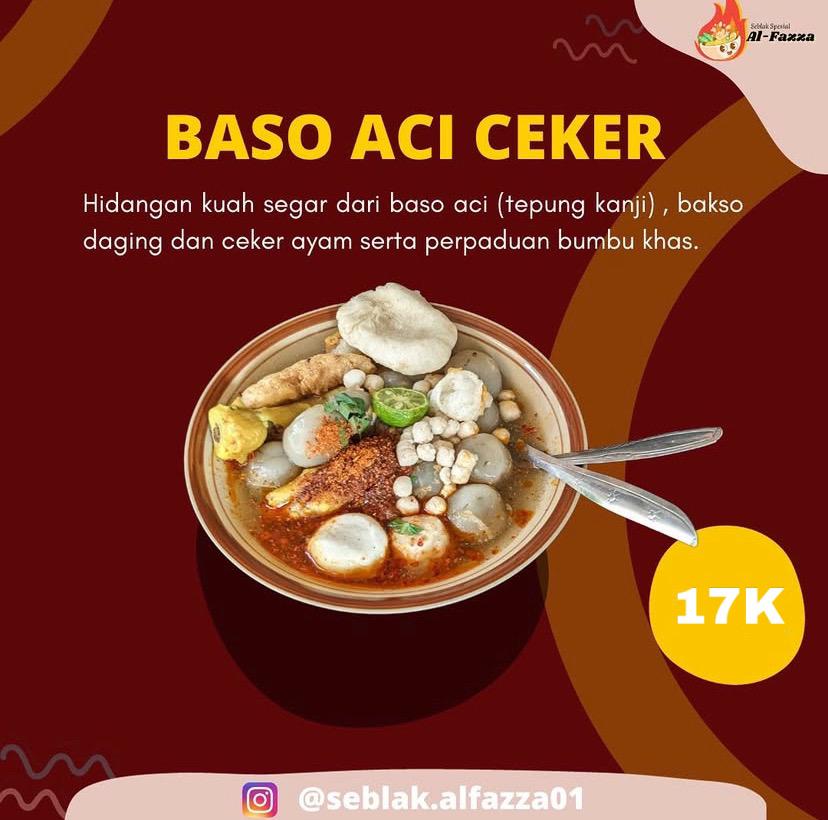 Seblak Spesial
Al-Fazza
BASO ACI CEKER
Hidangan kuah segar dari baso aci (tepung kanji) , bakso
daging dan ceker ayam serta perpaduan bumbu khas.
17K
@seblak.alfazza01